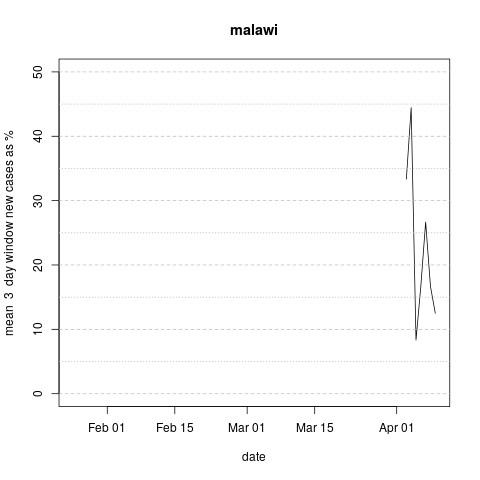 malawi
mean 3 day window new cases as %
50
40
30
20
10
0
Feb 01
Feb 15
Mar 01
Mar 15
Apr 01
date